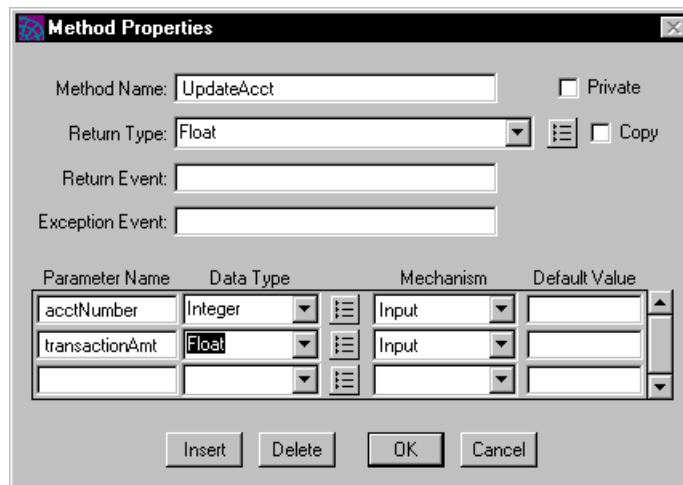 Method Properties
Method Name: UpdateAcct Private
Return Type: Float Copy
Return Event:
Exception Event:
Parameter Name Data Type Mechanism Default Value
acctNumber Integer Input
transactionAmt Float Input
Insert Delete OK Cancel